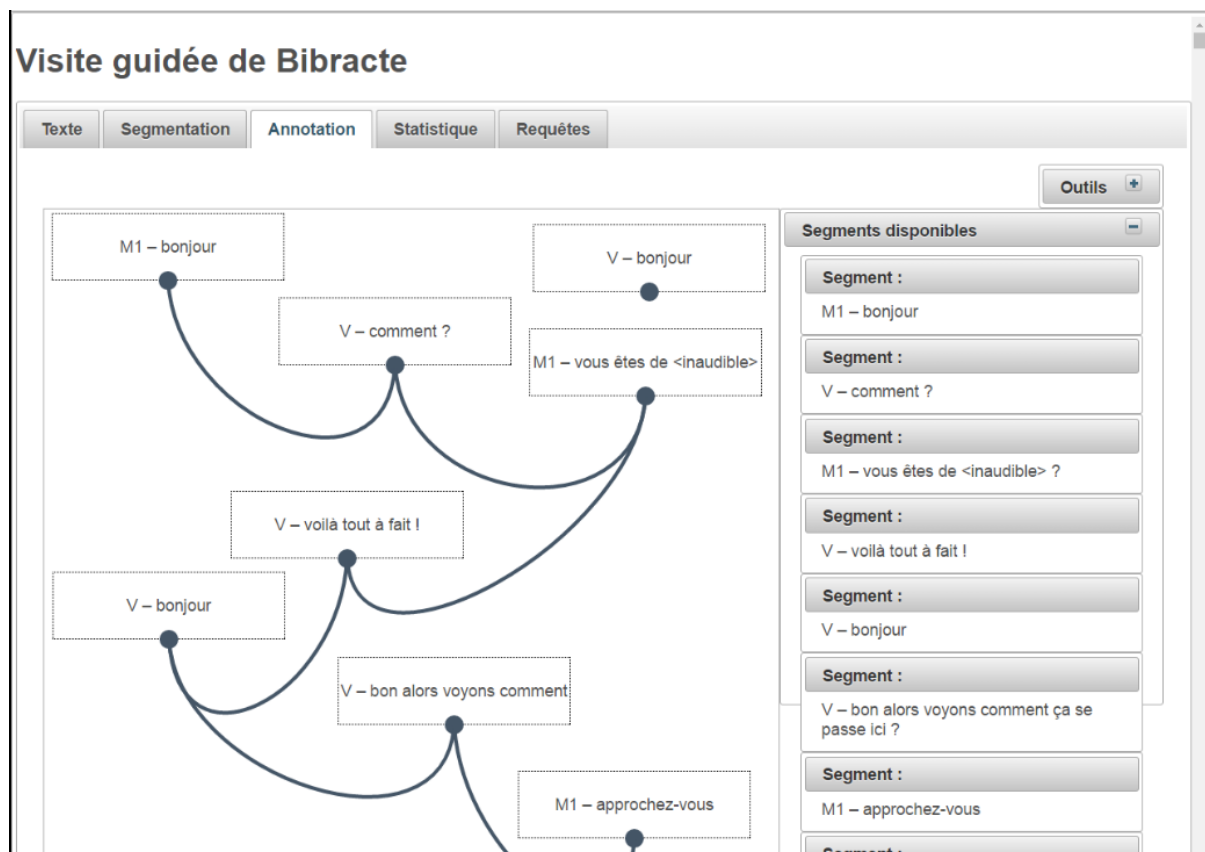 Visite guidée de Bibracte
Texte
Segmentation
Annotation
Statistique
Requêtes
Outils
M1 – bonjour
V – bonjour
V – comment ?
M1 – vous êtes de <inaudible>
V – voilà tout à fait !
V – bonjour
V – bon alors voyons comment
M1 – approchez-vous
Segments disponibles
Segment :
M1 – bonjour
Segment :
V – comment ?
Segment :
M1 – vous êtes de <inaudible> ?
Segment :
V – voilà tout à fait !
Segment :
V – bonjour
Segment :
V – bon alors voyons comment ça se
passe ici ?
Segment :
M1 – approchez-vous
Segment :